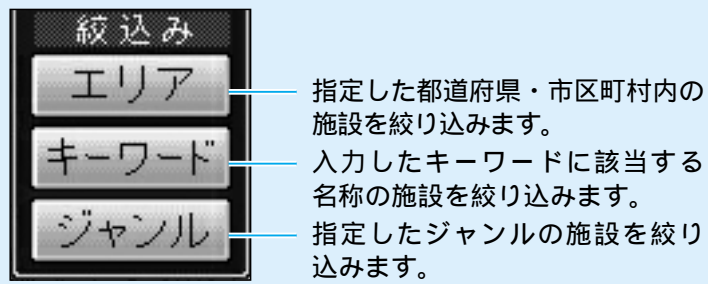 絞込み
エリア
キーワード
ジャンル
指定した都道府県・市区町村内の
施設を絞り込みます。
入力したキーワードに該当する
名称の施設を絞り込みます。
指定したジャンルの施設を絞り
込みます。